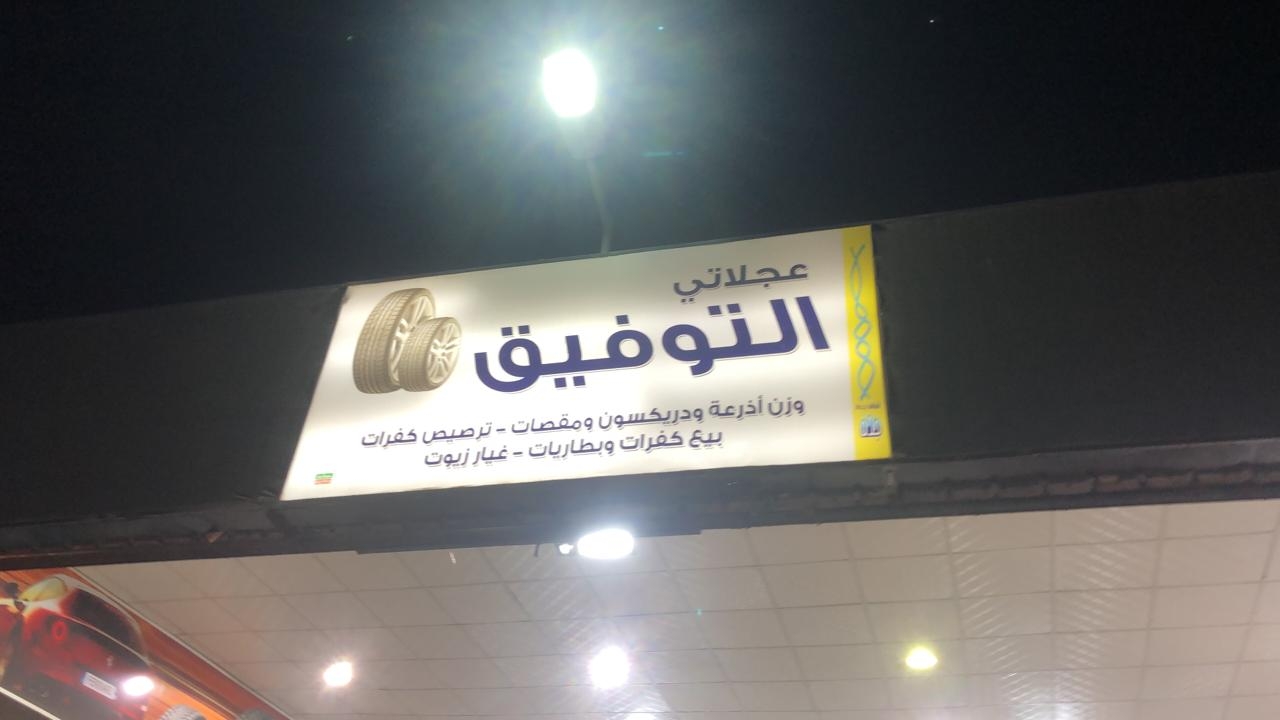 عجلاتي
التوفيق
وزن أذرعة ودريكسون ومقصات - ترصيص كفرات
بيع كفرات وبطاريات - غيار زيوت